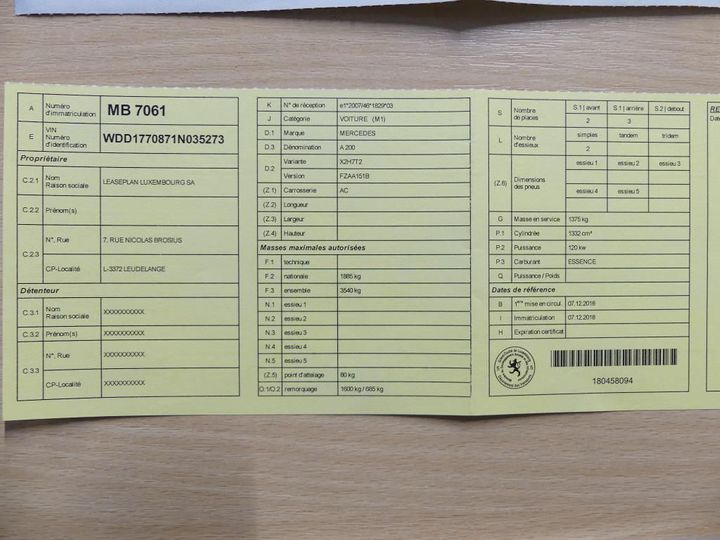 A Numéro d'immatriculation MB 7061
E VIN Numéro d'identification WDD1770871N035273
Propriétaire
C.2.1 Nom Raison sociale LEASEPLAN LUXEMBOURG SA
C.2.2 Prénom(s)
C.2.3 N°, Rue 7, RUE NICOLAS BROSIUS
CP-Localité L-3372 LEUDELANGE
Détenteur
C.3.1 Nom Raison sociale XXXXXXXXXX
C.3.2 Prénom(s) XXXXXXXXXX
C.3.3 N°, Rue XXXXXXXXXX
CP-Localité XXXXXXXXXX
K N° de réception e1*2007/46*1829*03
J Catégorie VOITURE (M1)
D.1 Marque MERCEDES
D.3 Dénomination A 200
D.2 Variante X2H7T2
Version FZAA151B
(Z.1) Carrosserie AC
(Z.2) Longueur
(Z.3) Largeur
(Z.4) Hauteur
Masses maximales autorisées
F.1 technique
F.2 nationale 1885 kg
F.3 ensemble 3540 kg
N.1 essieu 1
N.2 essieu 2
N.3 essieu 3
N.4 essieu 4
N.5 essieu 5
(Z.5) point d'attelage 80 kg
O.1/O.2 remorquage 1600 kg / 685 kg
S Nombre de places S.1 | avant S.1 | arrière S.2 | debout
2 3
L Nombre d'essieux simples tandem tridem
2
(Z.6) Dimensions des pneus essieu 1 essieu 2 essieu 3
essieu 4 essieu 5
G Masse en service 1375 kg
P.1 Cylindrée 1332 cm³
P.2 Puissance 120 kw
P.3 Carburant ESSENCE
Q Puissance / Poids
Dates de référence
B 1ère mise en circul. 07.12.2018
I Immatriculation 07.12.2018
H Expiration certificat
180458094